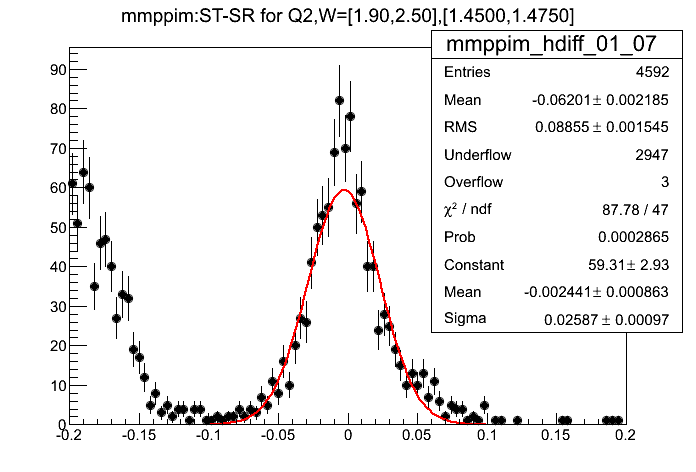 mmppim:ST-SR for Q2,W=[1.90,2.50],[1.4500,1.4750]
mmppim_hdiff_01_07
Entries 4592
Mean -0.06201± 0.002185
RMS 0.08855 ± 0.001545
Underflow 2947
Overflow 3
χ² / ndf 87.78 / 47
Prob 0.0002865
Constant 59.31± 2.93
Mean -0.002441± 0.000863
Sigma 0.02587 ± 0.00097
90
80
70
60
50
40
30
20
10
0
-0.2 -0.15 -0.1 -0.05 0 0.05 0.1 0.15 0.2